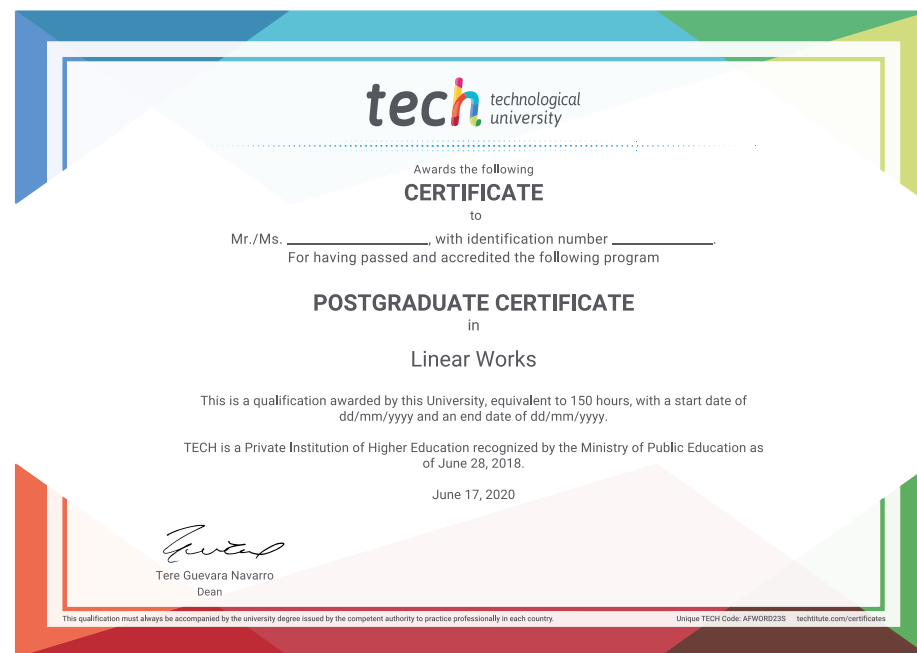 tech technological
university
Awards the following
CERTIFICATE
to
Mr./Ms. ____________________, with identification number ______________.
For having passed and accredited the following program
POSTGRADUATE CERTIFICATE
in
Linear Works
This is a qualification awarded by this University, equivalent to 150 hours, with a start date of
dd/mm/yyyy and an end date of dd/mm/yyyy.
TECH is a Private Institution of Higher Education recognized by the Ministry of Public Education as
of June 28, 2018.
June 17, 2020
Tere Guevara Navarro
Dean
This qualification must always be accompanied by the university degree issued by the competent authority to practice professionally in each country. Unique TECH Code: AFWORD23S techtitute.com/certificates